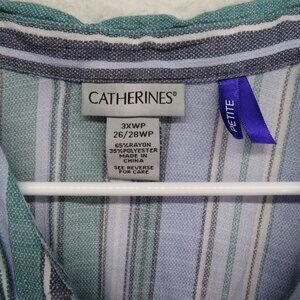 CATHERINES®
PETITE
3XWP
26/28WP
65%RAYON
35%POLYESTER
MADE IN
CHINA
SEE REVERSE
FOR CARE